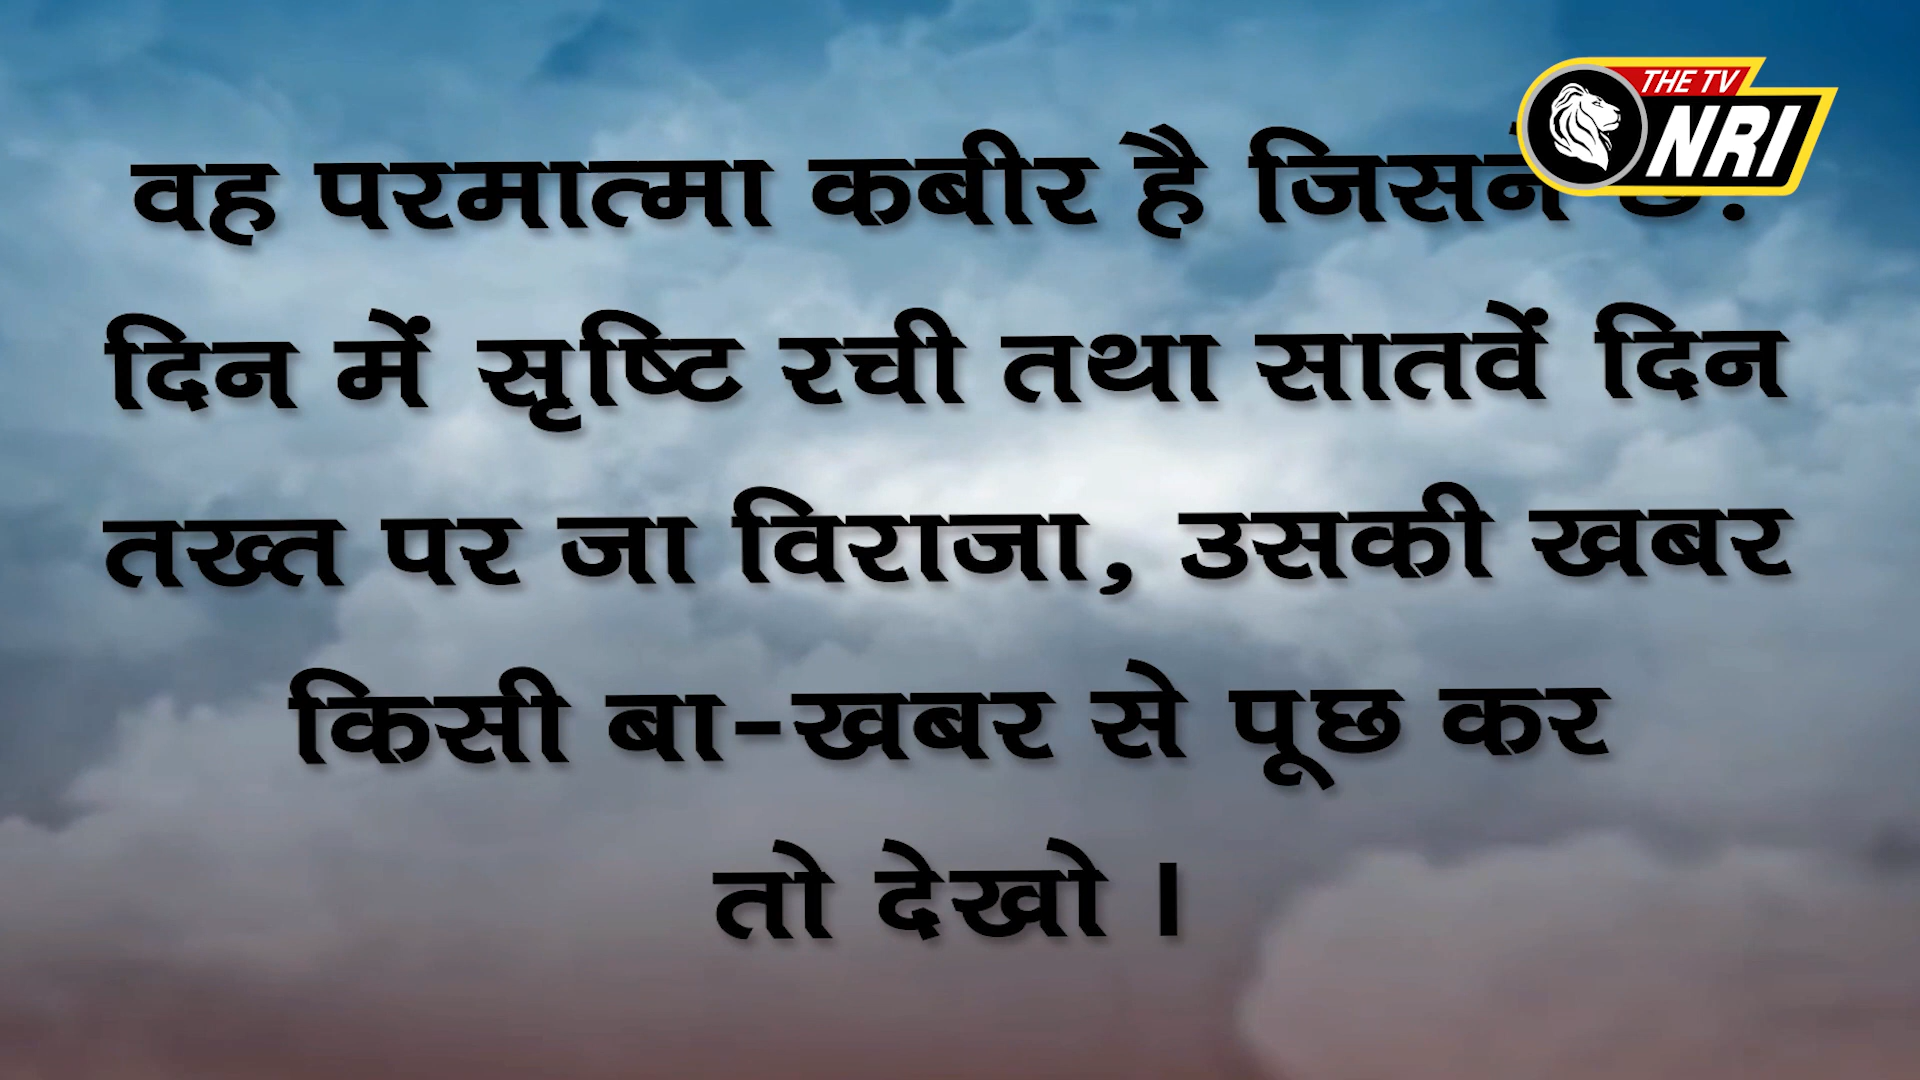 THE TV
NRI
वह परमात्मा कबीर है जिसने
दिन में सृष्टि रची तथा सातवें दिन
तख्त पर जा विराजा, उसकी खबर
किसी बा-खबर से पूछ कर
तो देखो ।